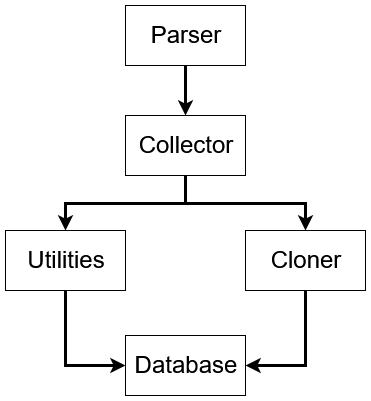 Parser
Collector
Utilities
Cloner
Database